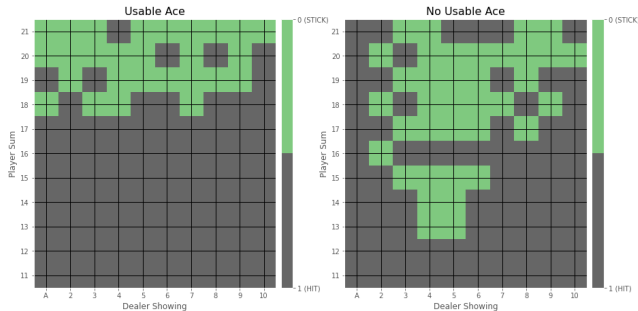 Usable Ace
No Usable Ace
Player Sum
21
20
19
18
17
16
15
14
13
12
11
A 2 3 4 5 6 7 8 9 10
Dealer Showing
0 (STICK)
1 (HIT)
Player Sum
21
20
19
18
17
16
15
14
13
12
11
A 2 3 4 5 6 7 8 9 10
Dealer Showing
0 (STICK)
1 (HIT)